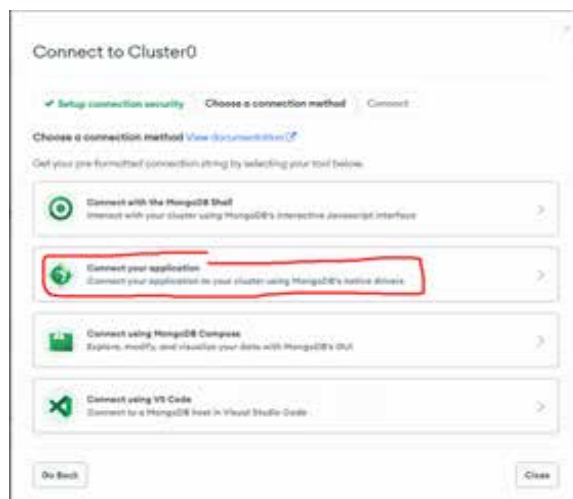 Connect to Cluster0
✔ Setup connection security Choose a connection method Connect
Choose a connection method View documentation
Get your pre-formatted connection string by selecting your tool below.
Connect with the MongoDB Shell
Interact with your cluster using MongoDB's interactive Javascript interface
Connect your application
Connect your application to your cluster using MongoDB's native drivers
Connect using MongoDB Compass
Explore, modify, and visualize your data with MongoDB's GUI
Connect using VS Code
Connect to a MongoDB host in Visual Studio Code
Go Back Close